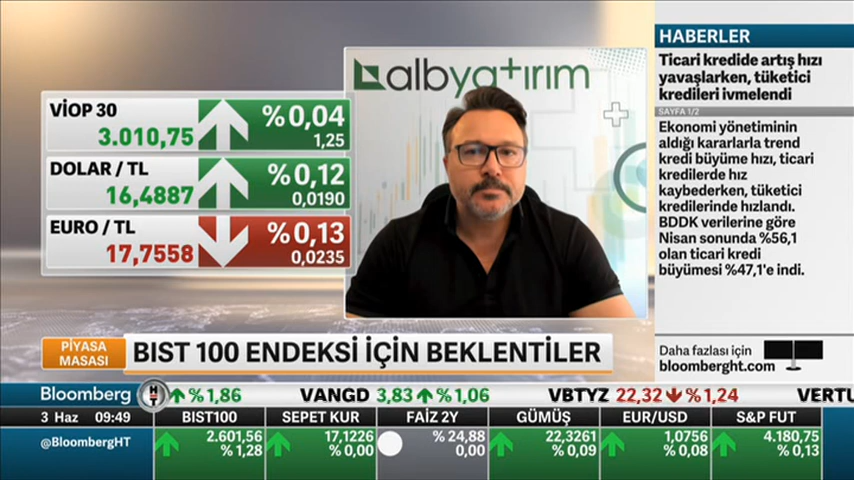 albyatırım
VİOP 30
3.010,75
%0,04
1,25
DOLAR / TL
16,4887
%0,12
0,0190
EURO / TL
17,7558
%0,13
0,0235
HABERLER
Ticari kredide artış hızı
yavaşlarken, tüketici
kredileri ivmelendi
SAYFA 1/2
Ekonomi yönetiminin
aldığı kararlarla trend
kredi büyüme hızı, ticari
kredilerde hız
kaybederken, tüketici
kredilerinde hızlandı.
BDDK verilerine göre
Nisan sonunda %56,1
olan ticari kredi
büyümesi %47,1'e indi.
Daha fazlası için
bloomberght.com
PİYASA
MASASI
BIST 100 ENDEKSİ İÇİN BEKLENTİLER
Bloomberg HT %1,86 VANGD 3,83 %1,06 VBTYZ 22,32 %1,24 VERTU
3 Haz 09:49 BIST100 SEPET KUR FAİZ 2Y GÜMÜŞ EUR/USD S&P FUT
@BloombergHT 2.601,56 17,1226 %24,88 22,3261 1,0756 4.180,75
%1,28 %0,00 0,00 %0,09 %0,08 %0,13